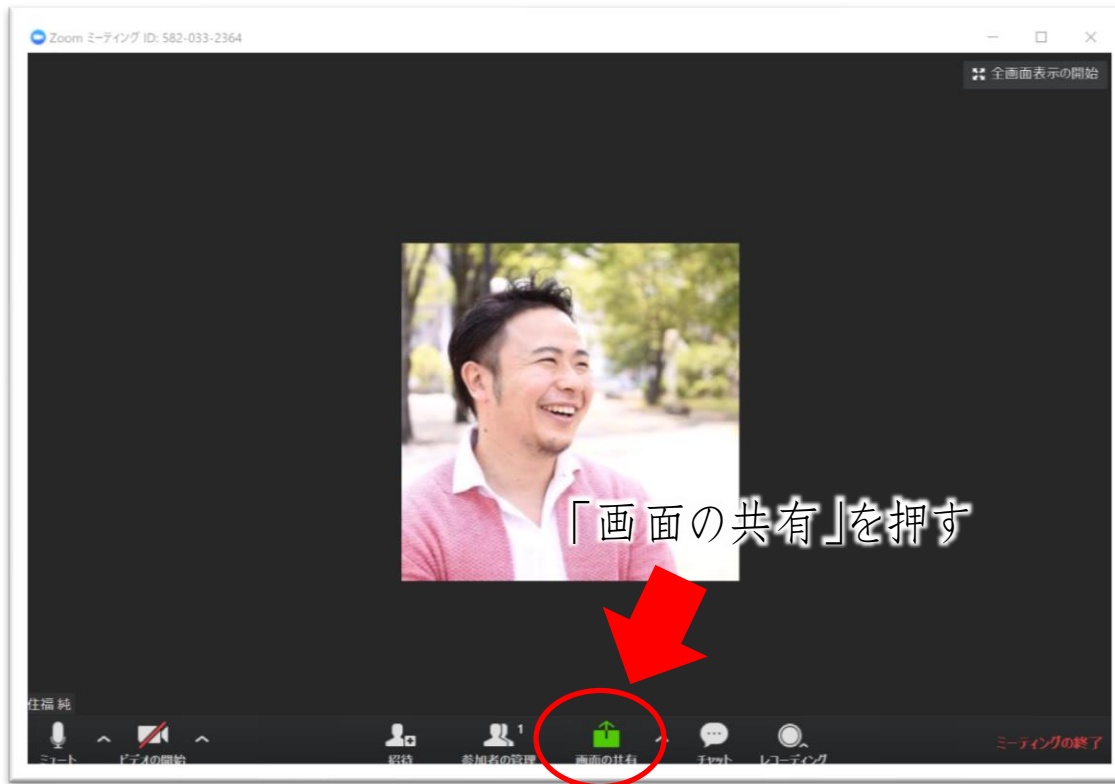 Zoom ミーティング ID: 582-033-2364
全画面表示の開始
「画面の共有」を押す
住福 純
ミュート
ビデオの開始
招待
参加者の管理
1
画面の共有
チャット
レコーディング
ミーティングの終了